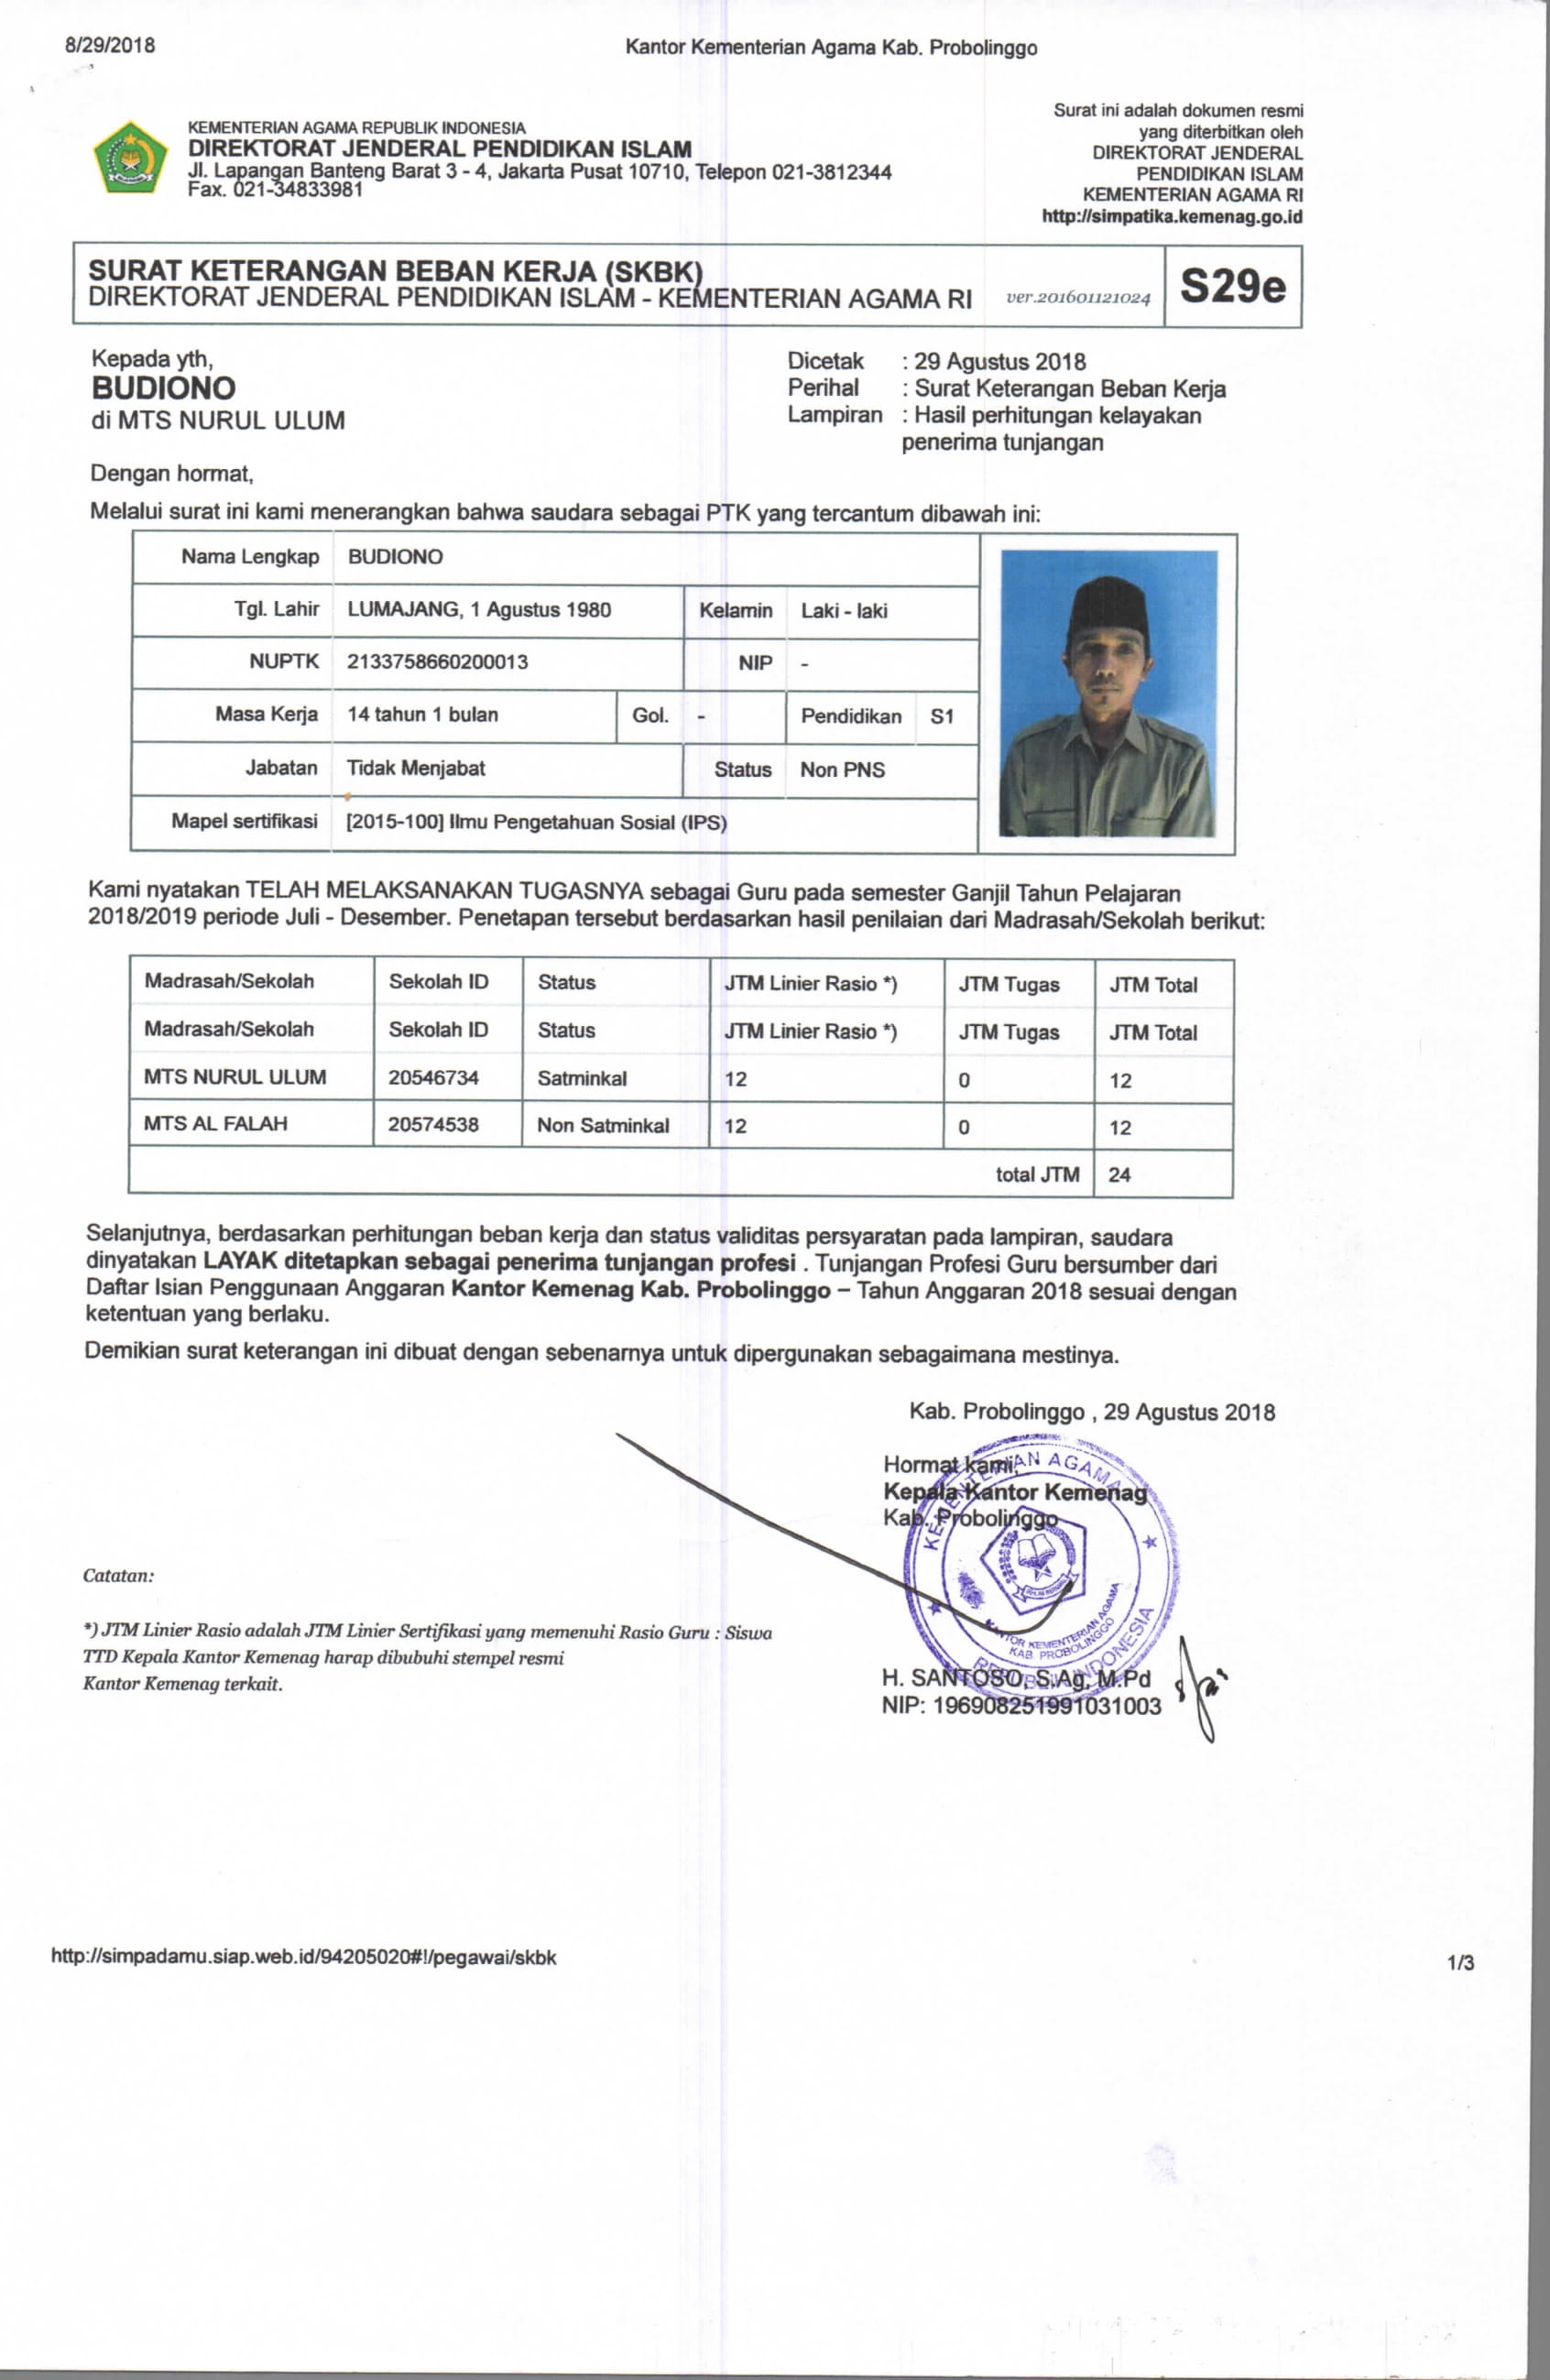 8/29/2018
Kantor Kementerian Agama Kab. Probolinggo
KEMENTERIAN AGAMA REPUBLIK INDONESIA
DIREKTORAT JENDERAL PENDIDIKAN ISLAM
Jl. Lapangan Banteng Barat 3 - 4, Jakarta Pusat 10710, Telepon 021-3812344
Fax. 021-34833981
Surat ini adalah dokumen resmi
yang diterbitkan oleh
DIREKTORAT JENDERAL
PENDIDIKAN ISLAM
KEMENTERIAN AGAMA RI
http://simpatika.kemenag.go.id
SURAT KETERANGAN BEBAN KERJA (SKBK)
DIREKTORAT JENDERAL PENDIDIKAN ISLAM - KEMENTERIAN AGAMA RI
ver.201601121024
S29e
Kepada yth,
BUDIONO
di MTS NURUL ULUM
Dicetak : 29 Agustus 2018
Perihal : Surat Keterangan Beban Kerja
Lampiran : Hasil perhitungan kelayakan
penerima tunjangan
Dengan hormat,
Melalui surat ini kami menerangkan bahwa saudara sebagai PTK yang tercantum dibawah ini:
Nama Lengkap BUDIONO
Tgl. Lahir LUMAJANG, 1 Agustus 1980 Kelamin Laki - laki
NUPTK 2133758660200013 NIP -
Masa Kerja 14 tahun 1 bulan Gol. - Pendidikan S1
Jabatan Tidak Menjabat Status Non PNS
Mapel sertifikasi [2015-100] Ilmu Pengetahuan Sosial (IPS)
Kami nyatakan TELAH MELAKSANAKAN TUGASNYA sebagai Guru pada semester Ganjil Tahun Pelajaran
2018/2019 periode Juli - Desember. Penetapan tersebut berdasarkan hasil penilaian dari Madrasah/Sekolah berikut:
Madrasah/Sekolah Sekolah ID Status JTM Linier Rasio *) JTM Tugas JTM Total
Madrasah/Sekolah Sekolah ID Status JTM Linier Rasio *) JTM Tugas JTM Total
MTS NURUL ULUM 20546734 Satminkal 12 0 12
MTS AL FALAH 20574538 Non Satminkal 12 0 12
total JTM 24
Selanjutnya, berdasarkan perhitungan beban kerja dan status validitas persyaratan pada lampiran, saudara
dinyatakan LAYAK ditetapkan sebagai penerima tunjangan profesi . Tunjangan Profesi Guru bersumber dari
Daftar Isian Penggunaan Anggaran Kantor Kemenag Kab. Probolinggo – Tahun Anggaran 2018 sesuai dengan
ketentuan yang berlaku.
Demikian surat keterangan ini dibuat dengan sebenarnya untuk dipergunakan sebagaimana mestinya.
Kab. Probolinggo , 29 Agustus 2018
Hormat kami,
Kepala Kantor Kemenag
Kab. Probolinggo
KEMENTERIAN AGAMA
KANTOR KEMENTERIAN AGAMA
KAB. PROBOLINGGO
REPUBLIK INDONESIA
H. SANTOSO, S.Ag, M.Pd
NIP: 196908251991031003
Catatan:
*) JTM Linier Rasio adalah JTM Linier Sertifikasi yang memenuhi Rasio Guru : Siswa
TTD Kepala Kantor Kemenag harap dibubuhi stempel resmi
Kantor Kemenag terkait.
http://simpadamu.siap.web.id/94205020#!/pegawai/skbk
1/3